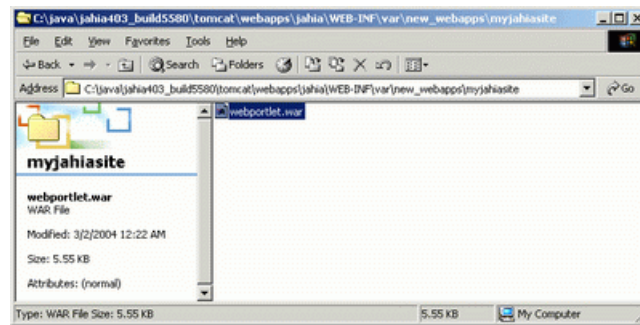 C:\java\jahia403_build5580\tomcat\webapps\jahia\WEB-INF\var\new_webapps\myjahiasite
File Edit View Favorites Tools Help
Back Search Folders
Address C:\java\jahia403_build5580\tomcat\webapps\jahia\WEB-INF\var\new_webapps\myjahiasite Go
webportlet.war
myjahiasite
webportlet.war
WAR File
Modified: 3/2/2004 12:22 AM
Size: 5.55 KB
Attributes: (normal)
Type: WAR File Size: 5.55 KB 5.55 KB My Computer